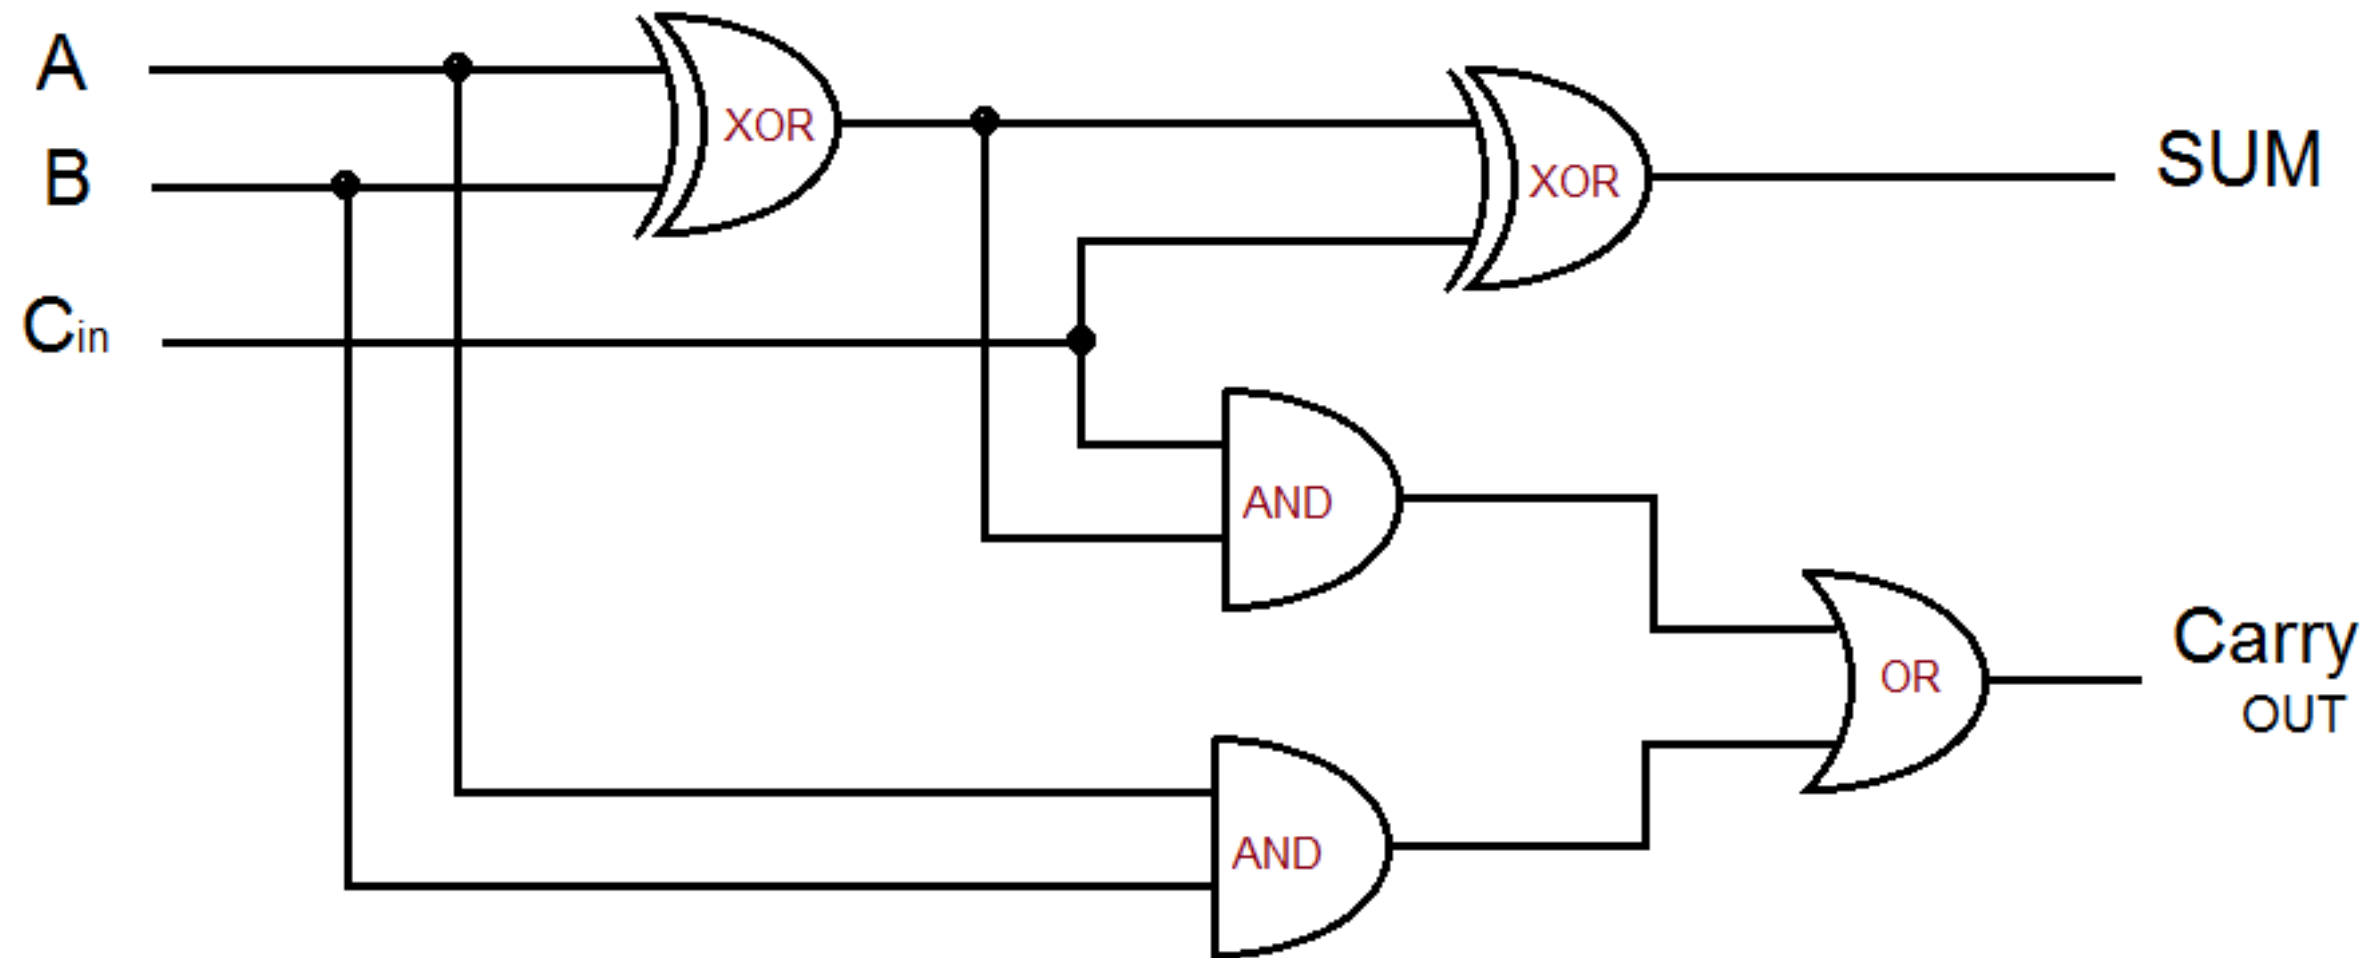 A
XOR
SUM
B
XOR
Cin
AND
Carry
OR
OUT
AND